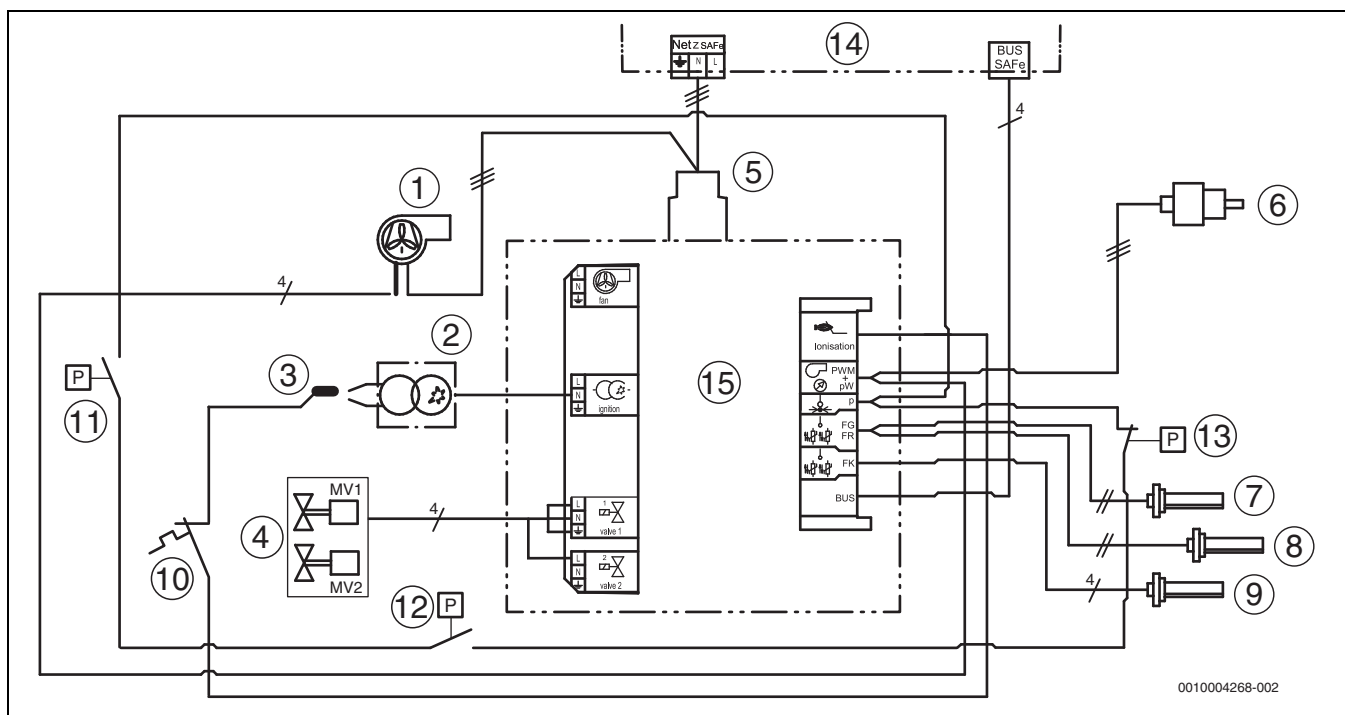 Netz SAFe
N L
14
BUS
SAFe
4
1
5
6
4
L
N
fan
2
Ionisation
PWM
+
pW
p
3
15
L
N
ignition
P
11
FG
FR
P
13
FK
BUS
7
MV1
4
4
L
N
1
valve 1
8
MV2
10
L
N
2
valve 2
4
9
12
P
0010004268-002